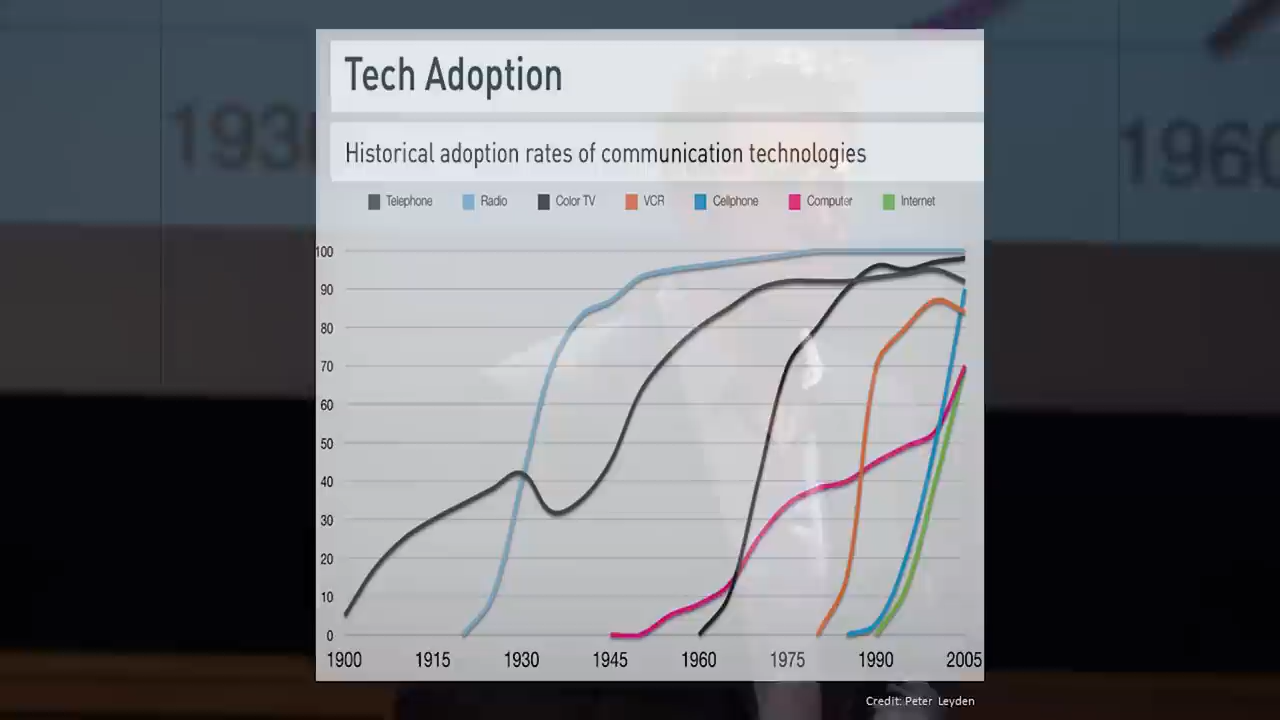 Tech Adoption
Historical adoption rates of communication technologies
Telephone Radio Color TV VCR Cellphone Computer Internet
100
90
80
70
60
50
40
30
20
10
0
1900 1915 1930 1945 1960 1975 1990 2005
Credit: Peter Leyden
193
1960